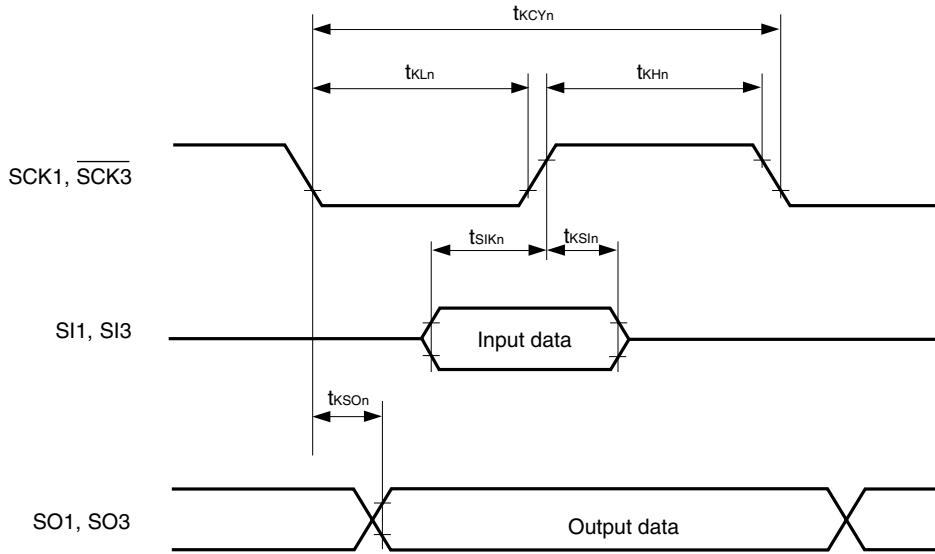 tKCYn
tKLn
tKHn
SCK1, SCK3
tSIKn
tKSIn
SI1, SI3
Input data
tKSOn
SO1, SO3
Output data